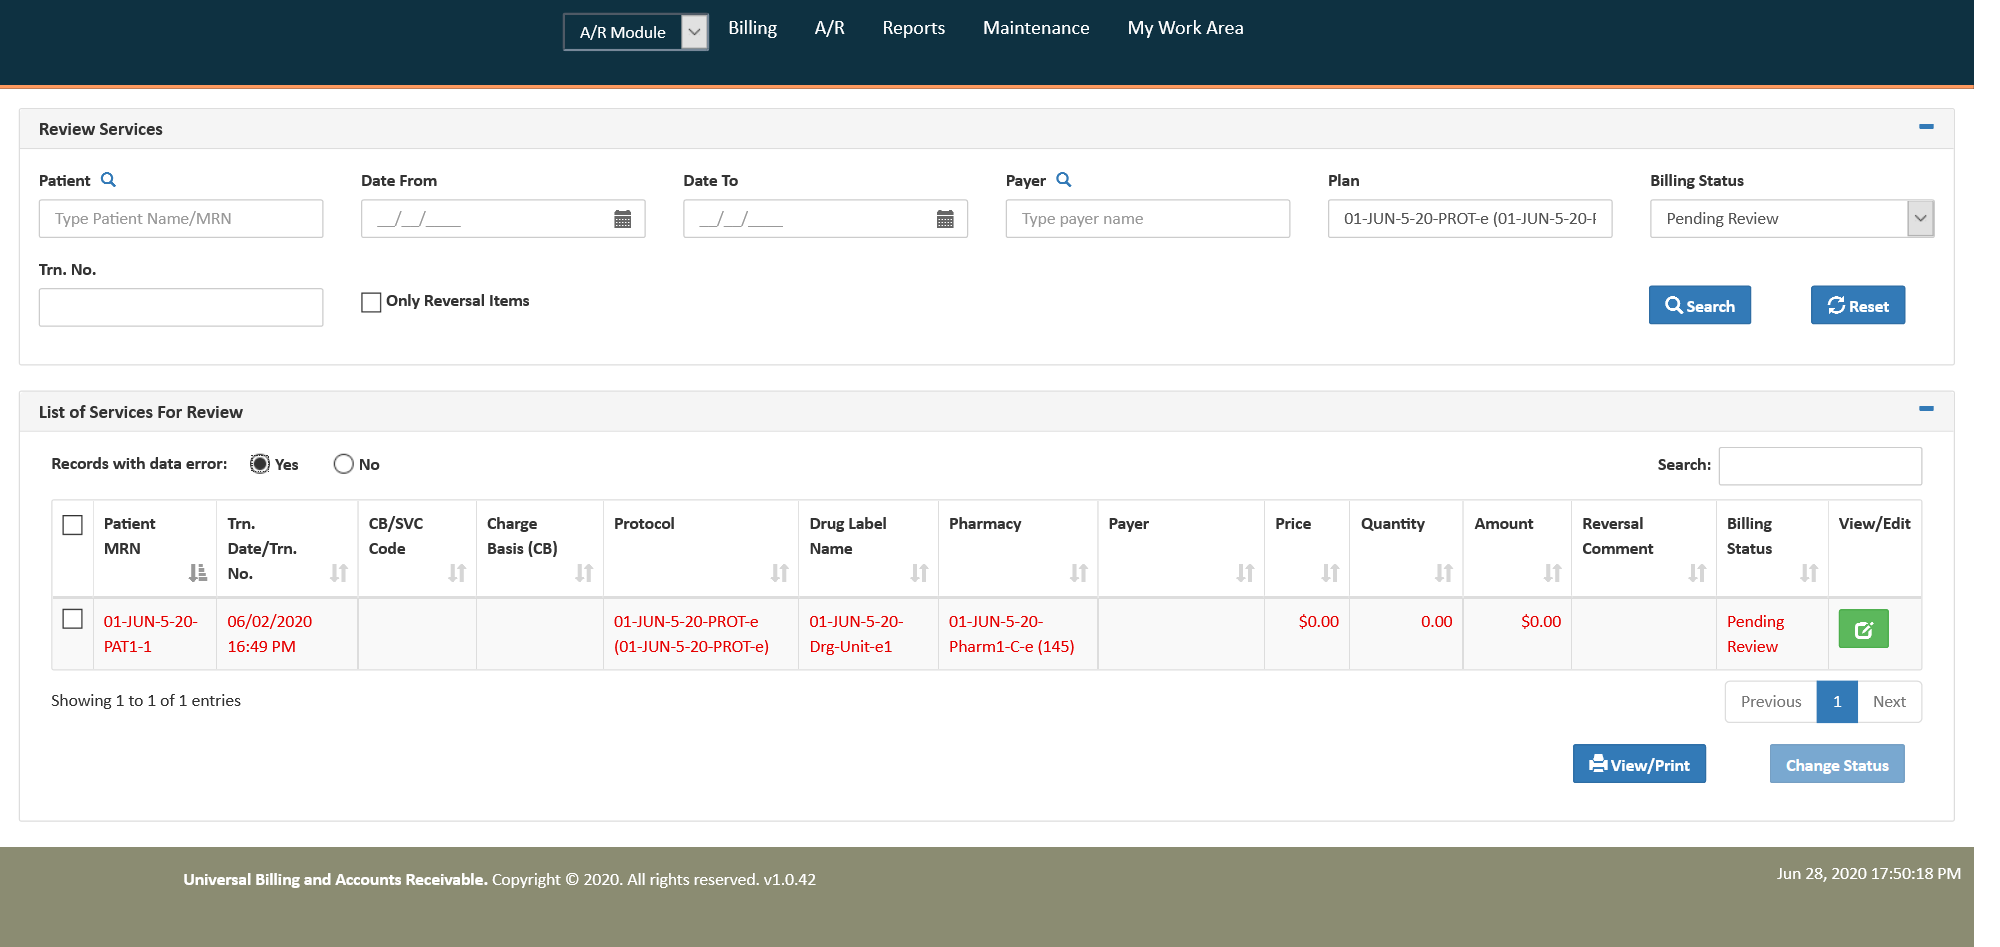 A/R Module Billing A/R Reports Maintenance My Work Area
Review Services
Patient Date From Date To Payer Plan Billing Status
Type Patient Name/MRN __/__/____ __/__/____ Type payer name 01-JUN-5-20-PROT-e (01-JUN-5-20- Pending Review
Trn. No.
Only Reversal Items Search Reset
List of Services For Review
Records with data error: Yes No Search:
Patient MRN Trn. Date/Trn. No. CB/SVC Code Charge Basis (CB) Protocol Drug Label Name Pharmacy Payer Price Quantity Amount Reversal Comment Billing Status View/Edit
01-JUN-5-20- 06/02/2020 01-JUN-5-20-PROT-e 01-JUN-5-20- 01-JUN-5-20- $0.00 0.00 $0.00 Pending
PAT1-1 16:49 PM (01-JUN-5-20-PROT-e) Drg-Unit-e1 Pharm1-C-e (145) Review
Showing 1 to 1 of 1 entries Previous 1 Next
View/Print Change Status
Universal Billing and Accounts Receivable. Copyright © 2020. All rights reserved. v1.0.42
Jun 28, 2020 17:50:18 PM